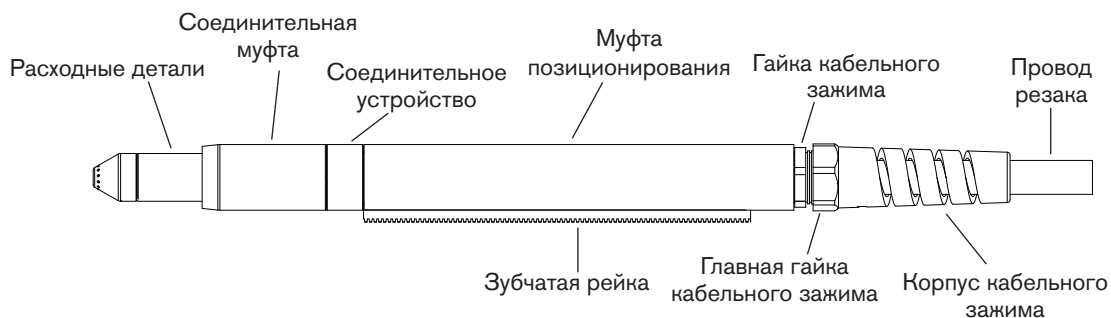 Соединительная
муфта
Расходные детали
Соединительное
устройство
Муфта
позиционирования
Гайка кабельного
зажима
Провод
резака
Зубчатая рейка
Главная гайка
кабельного зажима
Корпус кабельного
зажима